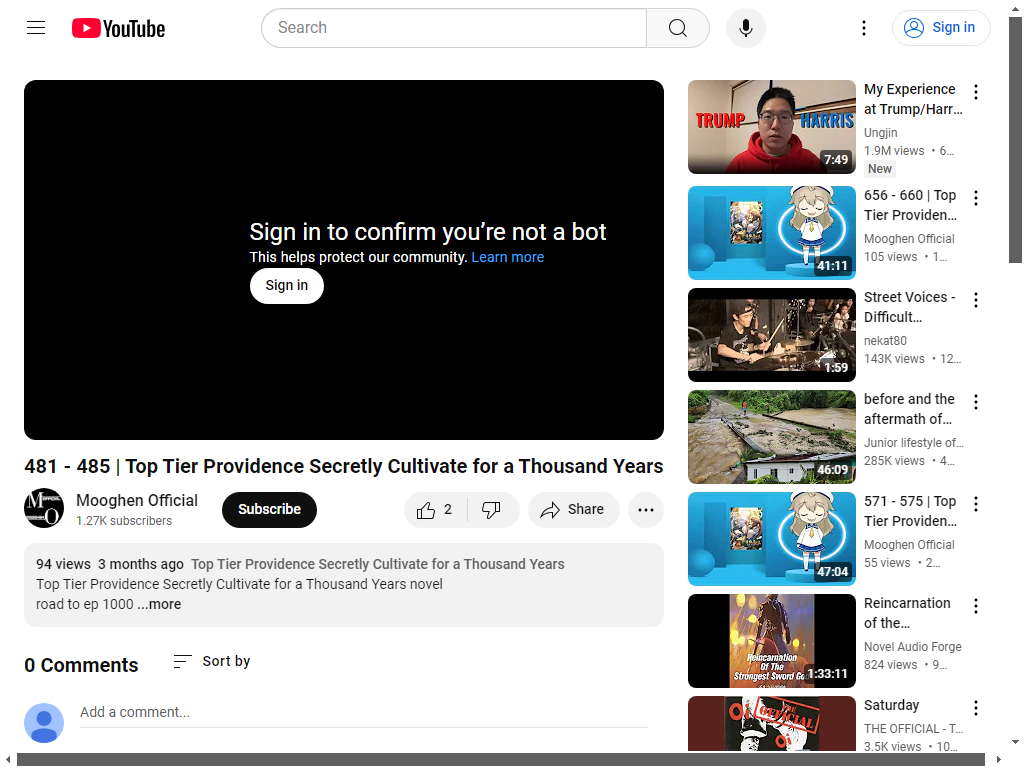 YouTube
Search
Sign in
Sign in to confirm you're not a bot
This helps protect our community. Learn more
Sign in
481 - 485 | Top Tier Providence Secretly Cultivate for a Thousand Years
Mooghen Official
1.27K subscribers
Subscribe
2
Share
94 views 3 months ago Top Tier Providence Secretly Cultivate for a Thousand Years
Top Tier Providence Secretly Cultivate for a Thousand Years novel
road to ep 1000 ...more
0 Comments
Sort by
Add a comment...
TRUMP HARRIS
7:49
My Experience
at Trump/Harr...
Ungjin
1.9M views • 6...
New
41:11
656 - 660 | Top
Tier Providen...
Mooghen Official
105 views • 1...
1:59
Street Voices -
Difficult...
nekat80
143K views • 12...
46:09
before and the
aftermath of...
Junior lifestyle of...
285K views • 4...
47:04
571 - 575 | Top
Tier Providen...
Mooghen Official
55 views • 2...
Reincarnation
Of The
Strongest Sword God
1:33:11
Reincarnation
of the...
Novel Audio Forge
824 views • 9...
THE
OFFICIAL
Oi
Oi
Saturday
THE OFFICIAL - T...
3.5K views • 10...